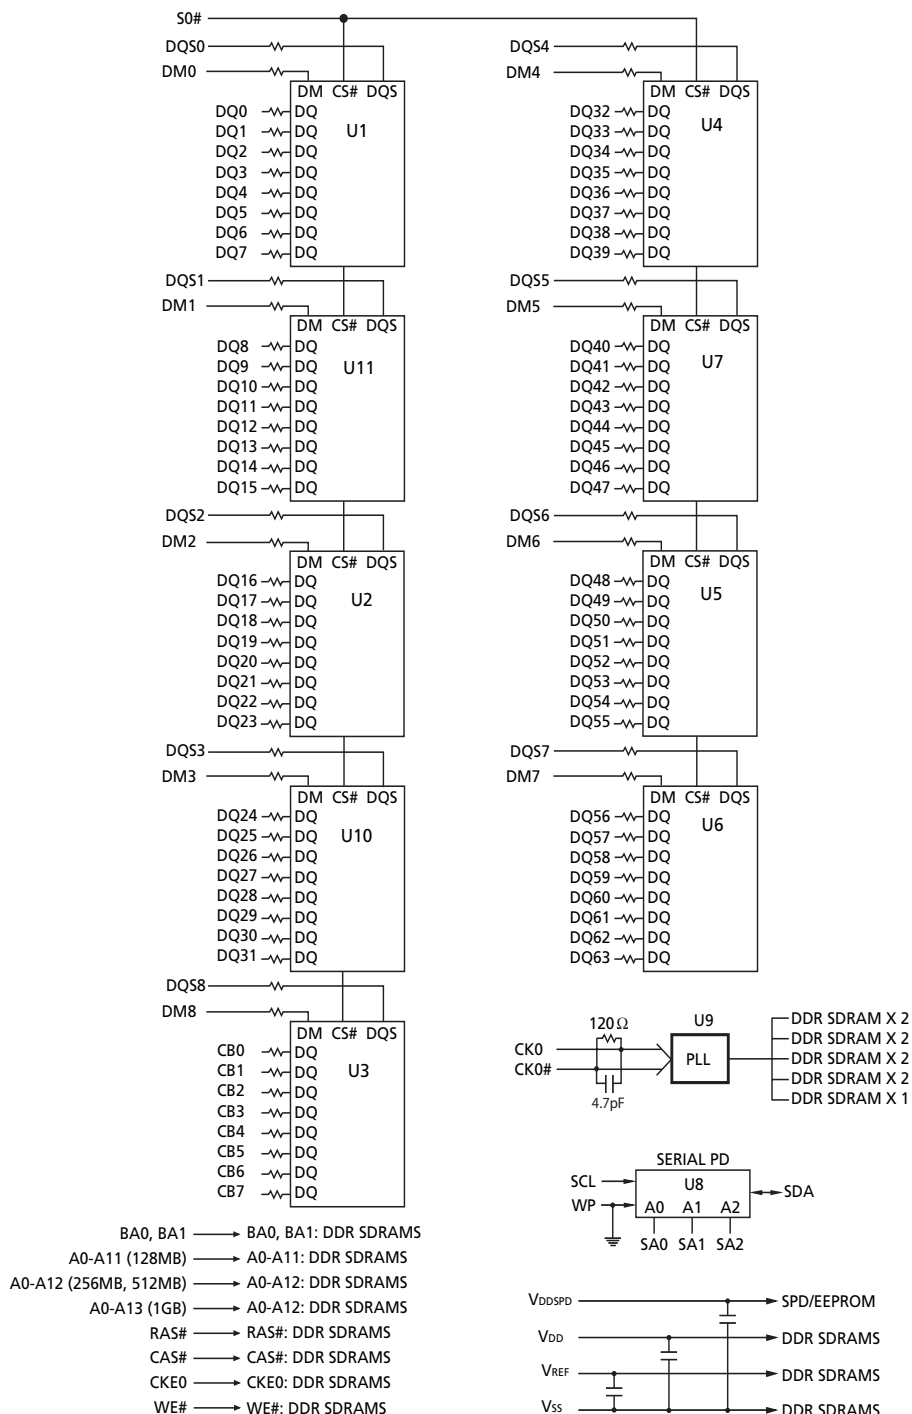 S0#
DQS0
DM0
DM CS# DQS
U1
DQ0 DQ
DQ1 DQ
DQ2 DQ
DQ3 DQ
DQ4 DQ
DQ5 DQ
DQ6 DQ
DQ7 DQ
DQS1
DM1
DM CS# DQS
U11
DQ8 DQ
DQ9 DQ
DQ10 DQ
DQ11 DQ
DQ12 DQ
DQ13 DQ
DQ14 DQ
DQ15 DQ
DQS2
DM2
DM CS# DQS
U2
DQ16 DQ
DQ17 DQ
DQ18 DQ
DQ19 DQ
DQ20 DQ
DQ21 DQ
DQ22 DQ
DQ23 DQ
DQS3
DM3
DM CS# DQS
U10
DQ24 DQ
DQ25 DQ
DQ26 DQ
DQ27 DQ
DQ28 DQ
DQ29 DQ
DQ30 DQ
DQ31 DQ
DQS8
DM8
DM CS# DQS
U3
CB0 DQ
CB1 DQ
CB2 DQ
CB3 DQ
CB4 DQ
CB5 DQ
CB6 DQ
CB7 DQ
DQS4
DM4
DM CS# DQS
U4
DQ32 DQ
DQ33 DQ
DQ34 DQ
DQ35 DQ
DQ36 DQ
DQ37 DQ
DQ38 DQ
DQ39 DQ
DQS5
DM5
DM CS# DQS
U7
DQ40 DQ
DQ41 DQ
DQ42 DQ
DQ43 DQ
DQ44 DQ
DQ45 DQ
DQ46 DQ
DQ47 DQ
DQS6
DM6
DM CS# DQS
U5
DQ48 DQ
DQ49 DQ
DQ50 DQ
DQ51 DQ
DQ52 DQ
DQ53 DQ
DQ54 DQ
DQ55 DQ
DQS7
DM7
DM CS# DQS
U6
DQ56 DQ
DQ57 DQ
DQ58 DQ
DQ59 DQ
DQ60 DQ
DQ61 DQ
DQ62 DQ
DQ63 DQ
120Ω
U9
CK0
CK0#
PLL
4.7pF
DDR SDRAM X 2
DDR SDRAM X 2
DDR SDRAM X 2
DDR SDRAM X 2
DDR SDRAM X 1
SERIAL PD
SCL U8
SDA
WP A0 A1 A2
SA0 SA1 SA2
BA0, BA1 BA0, BA1: DDR SDRAMS
A0-A11 (128MB) A0-A11: DDR SDRAMS
A0-A12 (256MB, 512MB) A0-A12: DDR SDRAMS
A0-A13 (1GB) A0-A12: DDR SDRAMS
RAS# RAS#: DDR SDRAMS
CAS# CAS#: DDR SDRAMS
CKE0 CKE0: DDR SDRAMS
WE# WE#: DDR SDRAMS
VDDSPD SPD/EEPROM
VDD DDR SDRAMS
VREF DDR SDRAMS
VSS DDR SDRAMS